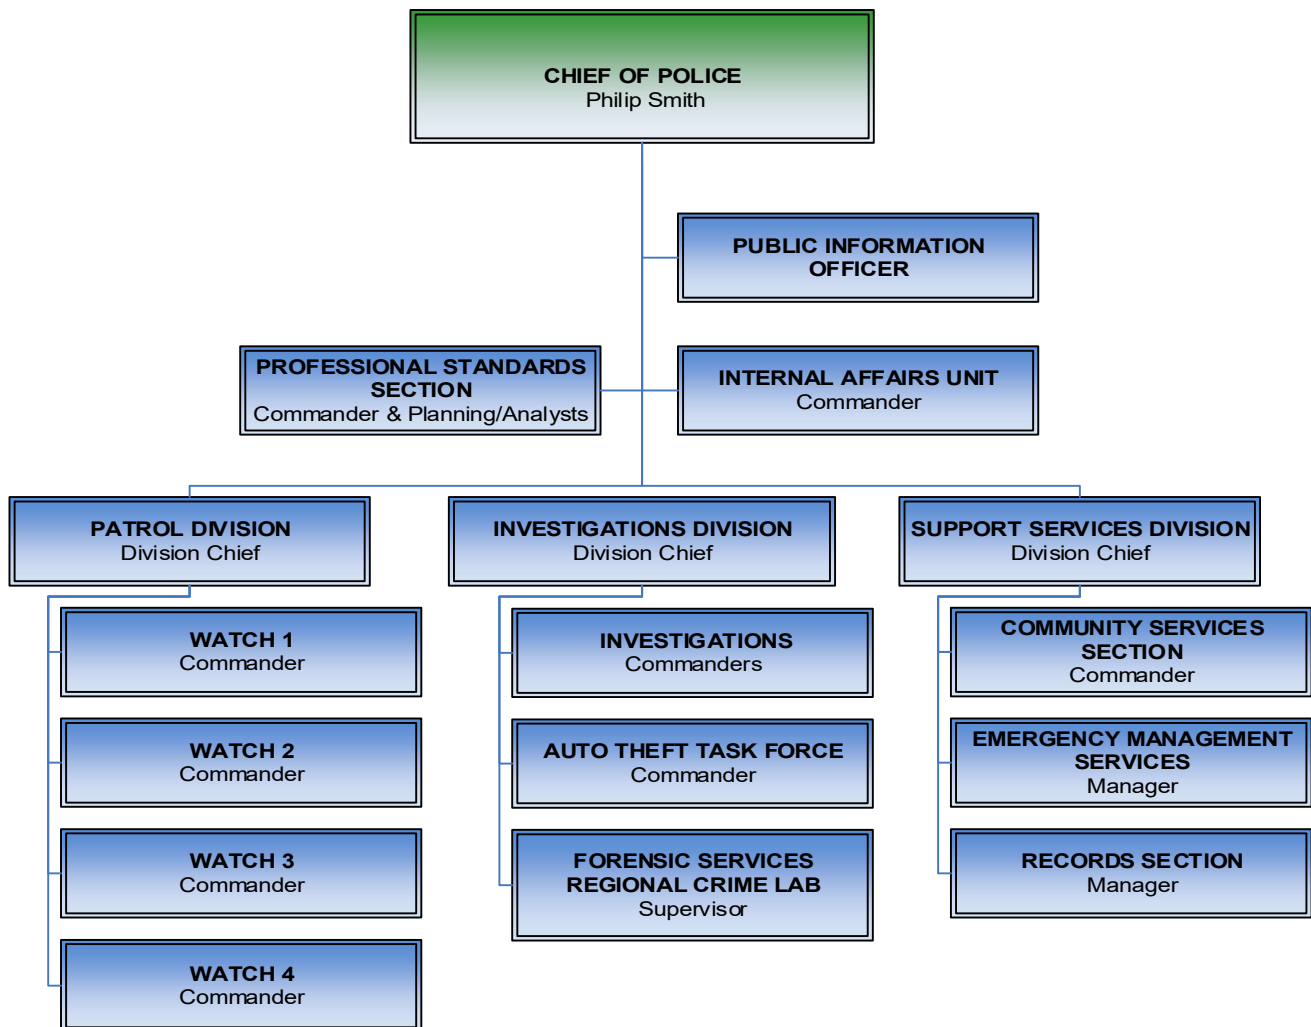 CHIEF OF POLICE
Philip Smith
PUBLIC INFORMATION
OFFICER
PROFESSIONAL STANDARDS
SECTION
Commander & Planning/Analysts
INTERNAL AFFAIRS UNIT
Commander
PATROL DIVISION
Division Chief
INVESTIGATIONS DIVISION
Division Chief
SUPPORT SERVICES DIVISION
Division Chief
WATCH 1
Commander
WATCH 2
Commander
WATCH 3
Commander
WATCH 4
Commander
INVESTIGATIONS
Commanders
AUTO THEFT TASK FORCE
Commander
FORENSIC SERVICES
REGIONAL CRIME LAB
Supervisor
COMMUNITY SERVICES
SECTION
Commander
EMERGENCY MANAGEMENT
SERVICES
Manager
RECORDS SECTION
Manager